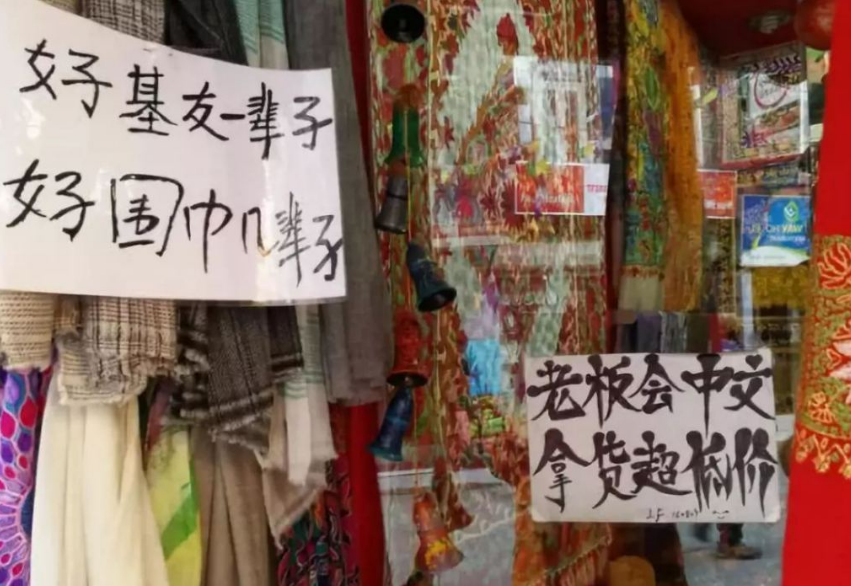 好基友一辈子
好围巾几辈子
老板会中文
拿货超低价